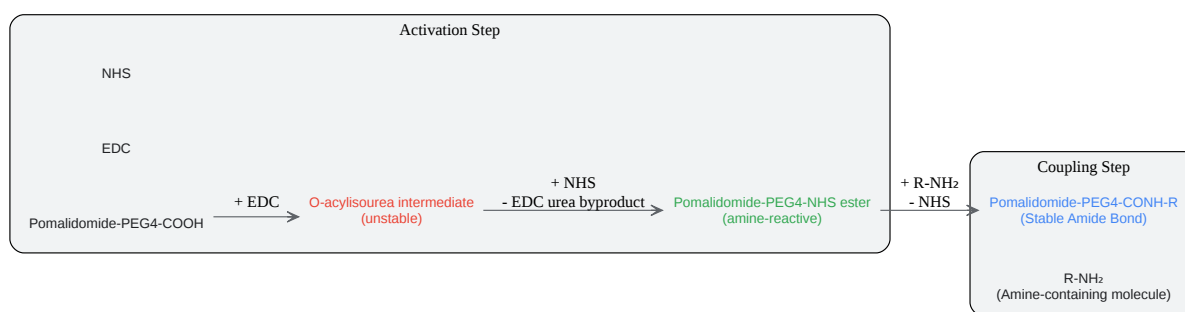 Activation Step
NHS
EDC
Pomalidomide-PEG4-COOH
+ EDC
O-acylisourea intermediate
(unstable)
+ NHS
- EDC urea byproduct
Pomalidomide-PEG4-NHS ester
(amine-reactive)
+ R-NH₂
- NHS
Coupling Step
Pomalidomide-PEG4-CONH-R
(Stable Amide Bond)
R-NH₂
(Amine-containing molecule)